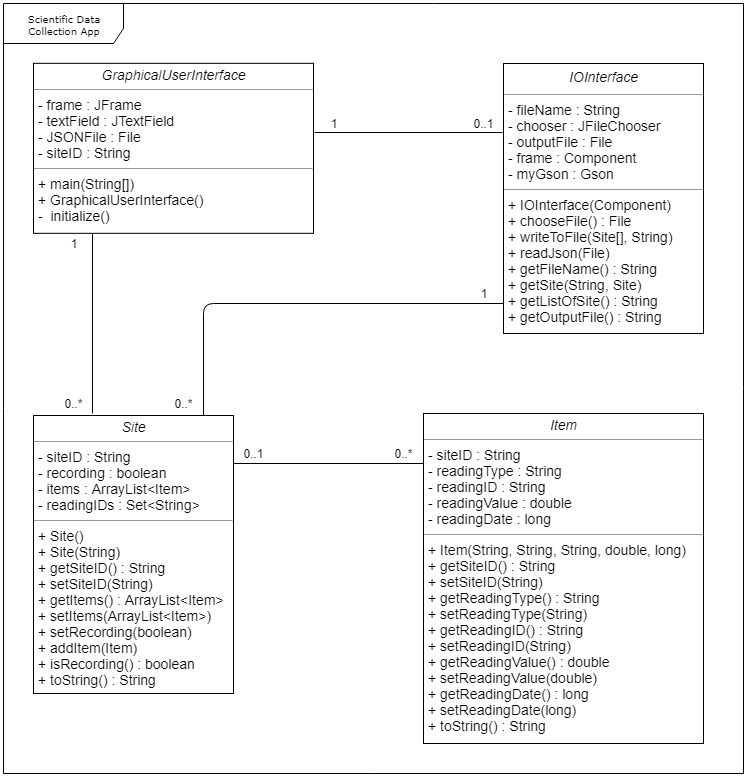 Scientific Data
Collection App
GraphicalUserInterface
- frame : JFrame
- textField : JTextField
- JSONFile : File
- siteID : String
+ main(String[])
+ GraphicalUserInterface()
- initialize()
1
0..1
IOInterface
- fileName : String
- chooser : JFileChooser
- outputFile : File
- frame : Component
- myGson : Gson
+ IOInterface(Component)
+ chooseFile() : File
+ writeToFile(Site[], String)
+ readJson(File)
+ getFileName() : String
+ getSite(String, Site)
+ getListOfSite() : String
+ getOutputFile() : String
1
1
0..*
0..*
Site
- siteID : String
- recording : boolean
- items : ArrayList<Item>
- readingIDs : Set<String>
+ Site()
+ Site(String)
+ getSiteID() : String
+ setSiteID(String)
+ getItems() : ArrayList<Item>
+ setItems(ArrayList<Item>)
+ setRecording(boolean)
+ addItem(Item)
+ isRecording() : boolean
+ toString() : String
0..1
0..*
Item
- siteID : String
- readingType : String
- readingID : String
- readingValue : double
- readingDate : long
+ Item(String, String, String, double, long)
+ getSiteID() : String
+ setSiteID(String)
+ getReadingType() : String
+ setReadingType(String)
+ getReadingID() : String
+ setReadingID(String)
+ getReadingValue() : double
+ setReadingValue(double)
+ getReadingDate() : long
+ setReadingDate(long)
+ toString() : String